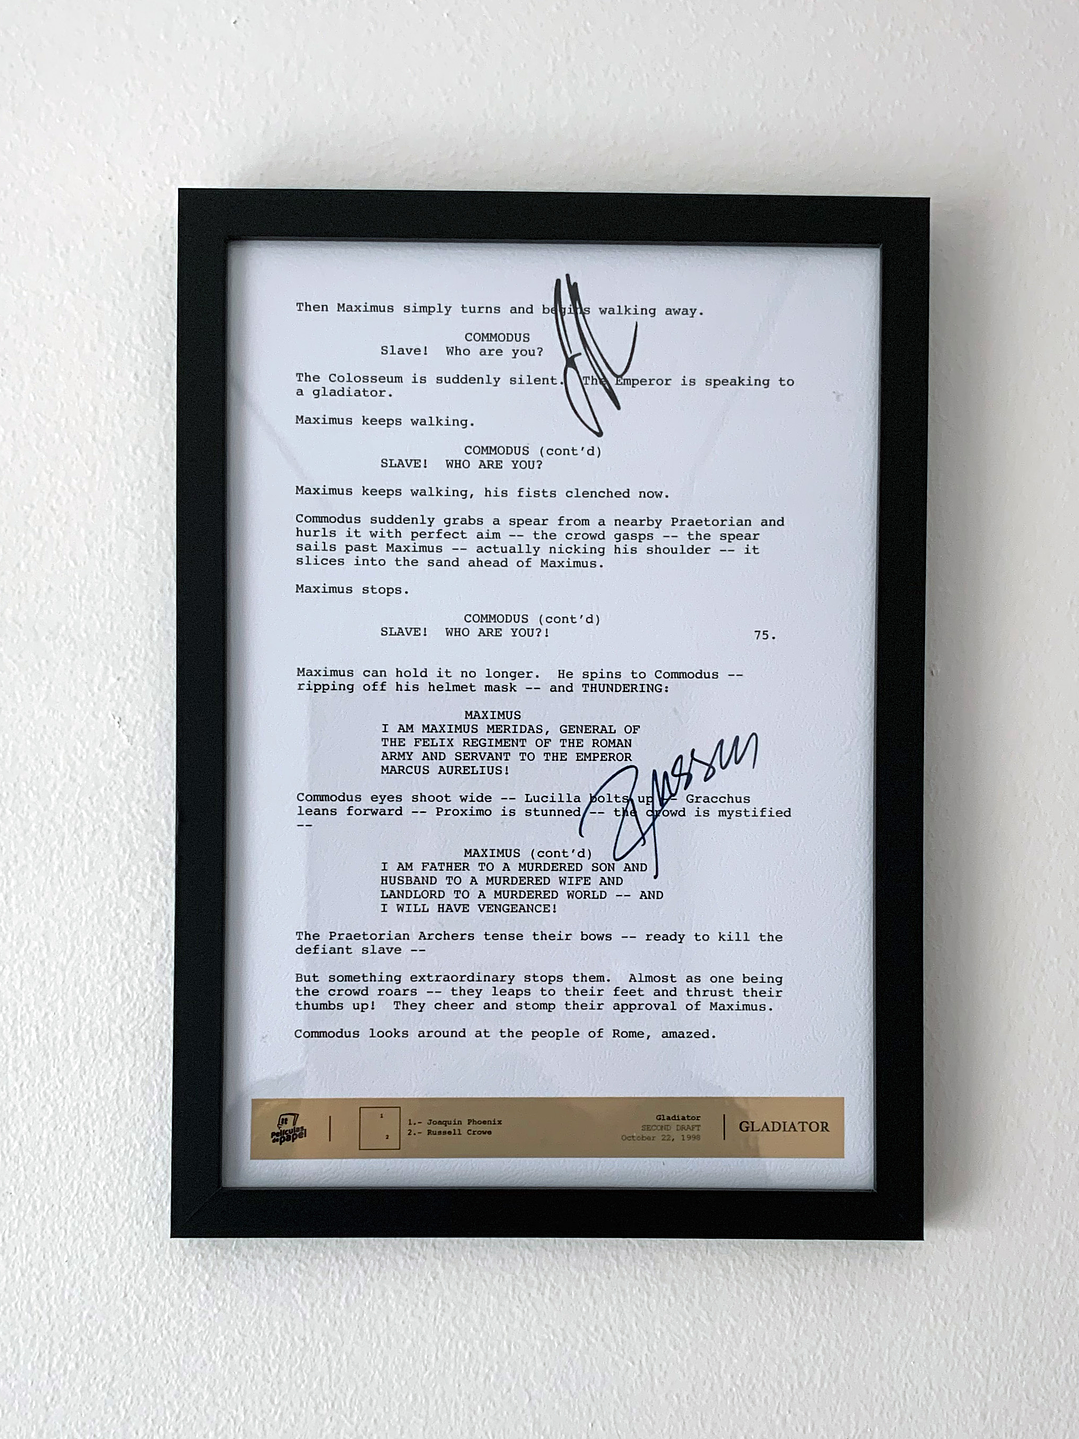 Then Maximus simply turns and begins walking away.
COMMODUS
Slave! Who are you?
The Colosseum is suddenly silent. The Emperor is speaking to
a gladiator.
Maximus keeps walking.
COMMODUS (cont'd)
SLAVE! WHO ARE YOU?
Maximus keeps walking, his fists clenched now.
Commodus suddenly grabs a spear from a nearby Praetorian and
hurls it with perfect aim -- the crowd gasps -- the spear
sails past Maximus -- actually nicking his shoulder -- it
slices into the sand ahead of Maximus.
Maximus stops.
COMMODUS (cont'd)
SLAVE! WHO ARE YOU?!
75.
Maximus can hold it no longer. He spins to Commodus --
ripping off his helmet mask -- and THUNDERING:
MAXIMUS
I AM MAXIMUS MERIDAS, GENERAL OF
THE FELIX REGIMENT OF THE ROMAN
ARMY AND SERVANT TO THE EMPEROR
MARCUS AURELIUS!
Commodus eyes shoot wide -- Lucilla bolts up -- Gracchus
leans forward -- Proximo is stunned -- the crowd is mystified
--
MAXIMUS (cont'd)
I AM FATHER TO A MURDERED SON AND
HUSBAND TO A MURDERED WIFE AND
LANDLORD TO A MURDERED WORLD -- AND
I WILL HAVE VENGEANCE!
The Praetorian Archers tense their bows -- ready to kill the
defiant slave --
But something extraordinary stops them. Almost as one being
the crowd roars -- they leaps to their feet and thrust their
thumbs up! They cheer and stomp their approval of Maximus.
Commodus looks around at the people of Rome, amazed.
Películas
de papel
1
2
1.- Joaquin Phoenix
2.- Russell Crowe
Gladiator
SECOND DRAFT
October 22, 1998
GLADIATOR